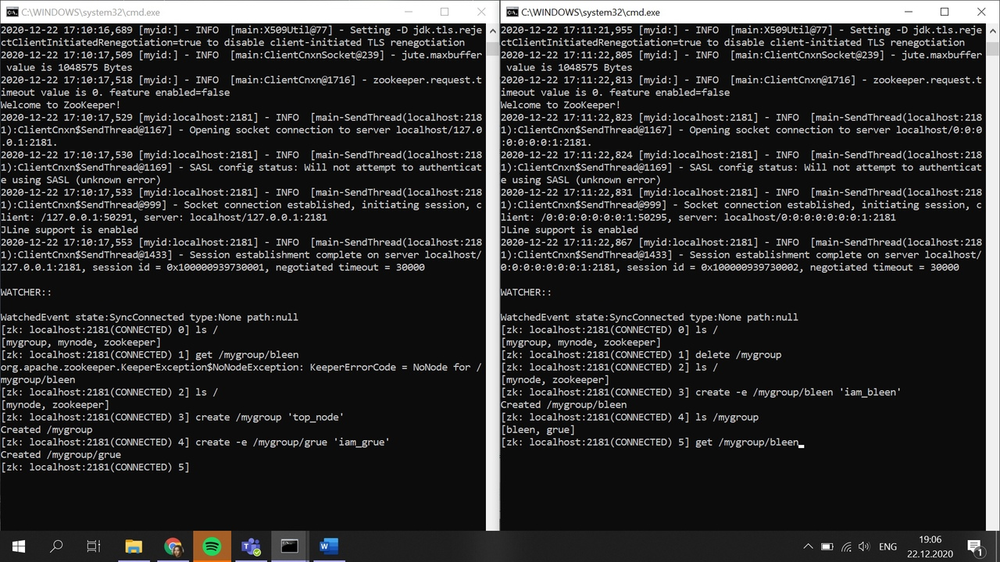 C:\WINDOWS\system32\cmd.exe
2020-12-22 17:10:16,689 [myid:] - INFO  [main:X509Util@77] - Setting -D jdk.tls.reje
ctClientInitiatedRenegotiation=true to disable client-initiated TLS renegotiation
2020-12-22 17:10:17,509 [myid:] - INFO  [main:ClientCnxnSocket@239] - jute.maxbuffer
 value is 1048575 Bytes
2020-12-22 17:10:17,518 [myid:] - INFO  [main:ClientCnxn@1716] - zookeeper.request.t
imeout value is 0. feature enabled=false
Welcome to ZooKeeper!
2020-12-22 17:10:17,529 [myid:localhost:2181] - INFO  [main-SendThread(localhost:218
1):ClientCnxn$SendThread@1167] - Opening socket connection to server localhost/127.0
.0.1:2181.
2020-12-22 17:10:17,530 [myid:localhost:2181] - INFO  [main-SendThread(localhost:218
1):ClientCnxn$SendThread@1169] - SASL config status: Will not attempt to authenticat
e using SASL (unknown error)
2020-12-22 17:10:17,533 [myid:localhost:2181] - INFO  [main-SendThread(localhost:218
1):ClientCnxn$SendThread@999] - Socket connection established, initiating session, c
lient: /127.0.0.1:50291, server: localhost/127.0.0.1:2181
JLine support is enabled
2020-12-22 17:10:17,553 [myid:localhost:2181] - INFO  [main-SendThread(localhost:218
1):ClientCnxn$SendThread@1433] - Session establishment complete on server localhost/
127.0.0.1:2181, session id = 0x100000939730001, negotiated timeout = 30000
WATCHER::
WatchedEvent state:SyncConnected type:None path:null
[zk: localhost:2181(CONNECTED) 0] ls /
[mygroup, mynode, zookeeper]
[zk: localhost:2181(CONNECTED) 1] get /mygroup/bleen
org.apache.zookeeper.KeeperException$NoNodeException: KeeperErrorCode = NoNode for /
mygroup/bleen
[zk: localhost:2181(CONNECTED) 2] ls /
[mynode, zookeeper]
[zk: localhost:2181(CONNECTED) 3] create /mygroup 'top_node'
Created /mygroup
[zk: localhost:2181(CONNECTED) 4] create -e /mygroup/grue 'iam_grue'
Created /mygroup/grue
[zk: localhost:2181(CONNECTED) 5]
C:\WINDOWS\system32\cmd.exe
2020-12-22 17:11:21,955 [myid:] - INFO  [main:X509Util@77] - Setting -D jdk.tls.reje
ctClientInitiatedRenegotiation=true to disable client-initiated TLS renegotiation
2020-12-22 17:11:22,805 [myid:] - INFO  [main:ClientCnxnSocket@239] - jute.maxbuffer
 value is 1048575 Bytes
2020-12-22 17:11:22,813 [myid:] - INFO  [main:ClientCnxn@1716] - zookeeper.request.t
imeout value is 0. feature enabled=false
Welcome to ZooKeeper!
2020-12-22 17:11:22,823 [myid:localhost:2181] - INFO  [main-SendThread(localhost:218
1):ClientCnxn$SendThread@1167] - Opening socket connection to server localhost/0:0:0
:0:0:0:0:1:2181.
2020-12-22 17:11:22,824 [myid:localhost:2181] - INFO  [main-SendThread(localhost:218
1):ClientCnxn$SendThread@1169] - SASL config status: Will not attempt to authenticat
e using SASL (unknown error)
2020-12-22 17:11:22,831 [myid:localhost:2181] - INFO  [main-SendThread(localhost:218
1):ClientCnxn$SendThread@999] - Socket connection established, initiating session, c
lient: /0:0:0:0:0:0:0:1:50295, server: localhost/0:0:0:0:0:0:0:1:2181
JLine support is enabled
2020-12-22 17:11:22,867 [myid:localhost:2181] - INFO  [main-SendThread(localhost:218
1):ClientCnxn$SendThread@1433] - Session establishment complete on server localhost/
0:0:0:0:0:0:0:1:2181, session id = 0x100000939730002, negotiated timeout = 30000
WATCHER::
WatchedEvent state:SyncConnected type:None path:null
[zk: localhost:2181(CONNECTED) 0] ls /
[mygroup, mynode, zookeeper]
[zk: localhost:2181(CONNECTED) 1] delete /mygroup
[zk: localhost:2181(CONNECTED) 2] ls /
[mynode, zookeeper]
[zk: localhost:2181(CONNECTED) 3] create -e /mygroup/bleen 'iam_bleen'
Created /mygroup/bleen
[zk: localhost:2181(CONNECTED) 4] ls /mygroup
[bleen, grue]
[zk: localhost:2181(CONNECTED) 5] get /mygroup/bleen
ENG
19:06
22.12.2020
1